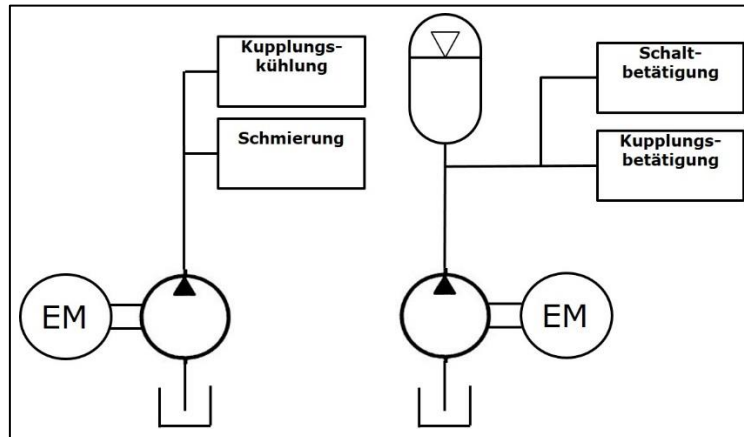 Kupplungs-
kühlung
Schmierung
EM
Schalt-
betätigung
Kupplungs-
betätigung
EM